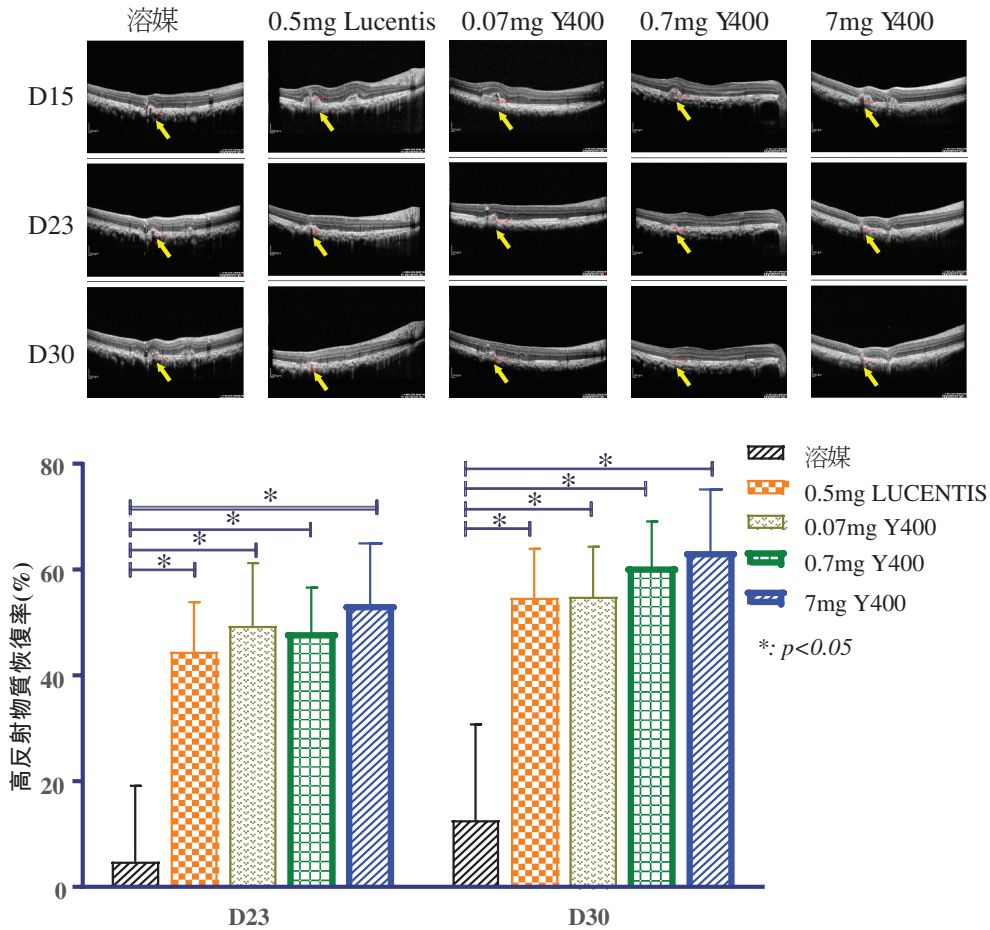 溶媒 0.5mg Lucentis 0.07mg Y400 0.7mg Y400 7mg Y400
D15
D23
D30
高反射物質恢復率(%)
80
60
40
20
0
* * * *
* * * *
D23 D30
溶媒
0.5mg LUCENTIS
0.07mg Y400
0.7mg Y400
7mg Y400
*: p<0.05